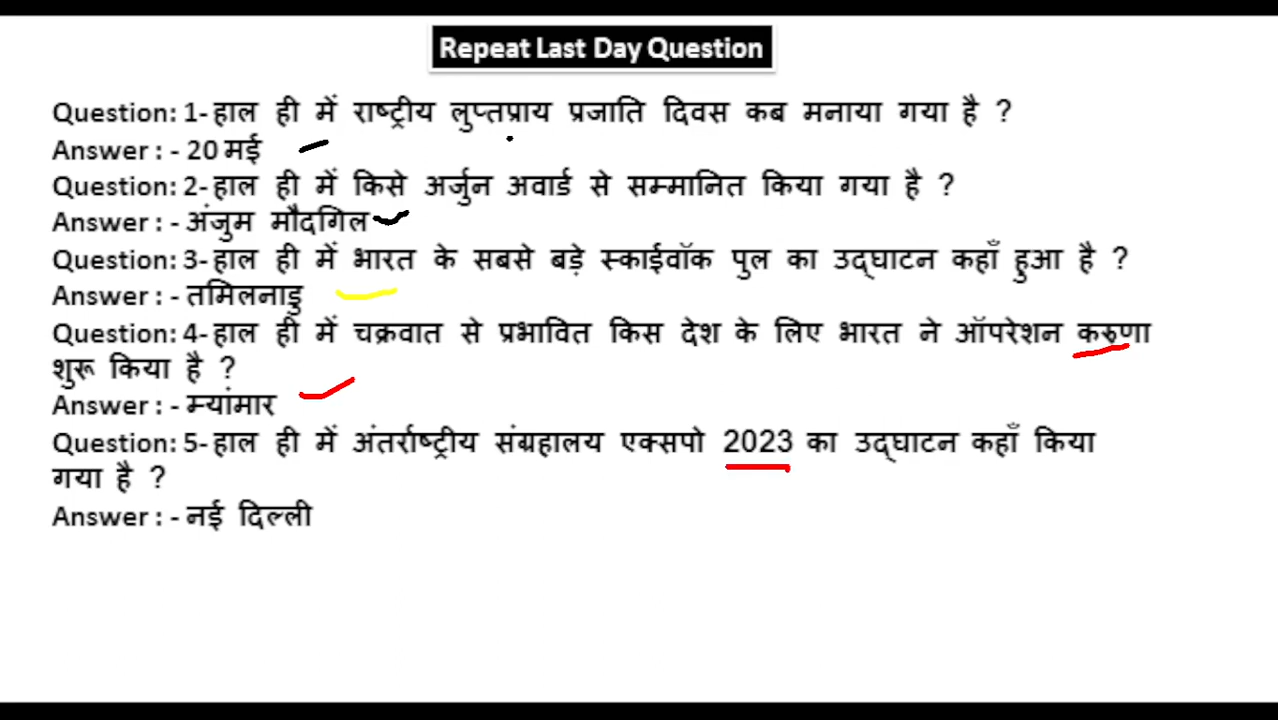 Repeat Last Day Question
Question: 1- हाल ही में राष्ट्रीय लुप्तप्राय प्रजाति दिवस कब मनाया गया है ?
Answer : - 20 मई
Question: 2- हाल ही में किसे अर्जुन अवार्ड से सम्मानित किया गया है ?
Answer : - अंजुम मौदगिल
Question: 3- हाल ही में भारत के सबसे बड़े स्काईवॉक पुल का उद्घाटन कहाँ हुआ है ?
Answer : - तमिलनाडु
Question: 4- हाल ही में चक्रवात से प्रभावित किस देश के लिए भारत ने ऑपरेशन करुणा
शुरू किया है ?
Answer : - म्यांमार
Question: 5- हाल ही में अंतर्राष्ट्रीय संग्रहालय एक्सपो 2023 का उद्घाटन कहाँ किया
गया है ?
Answer : - नई दिल्ली